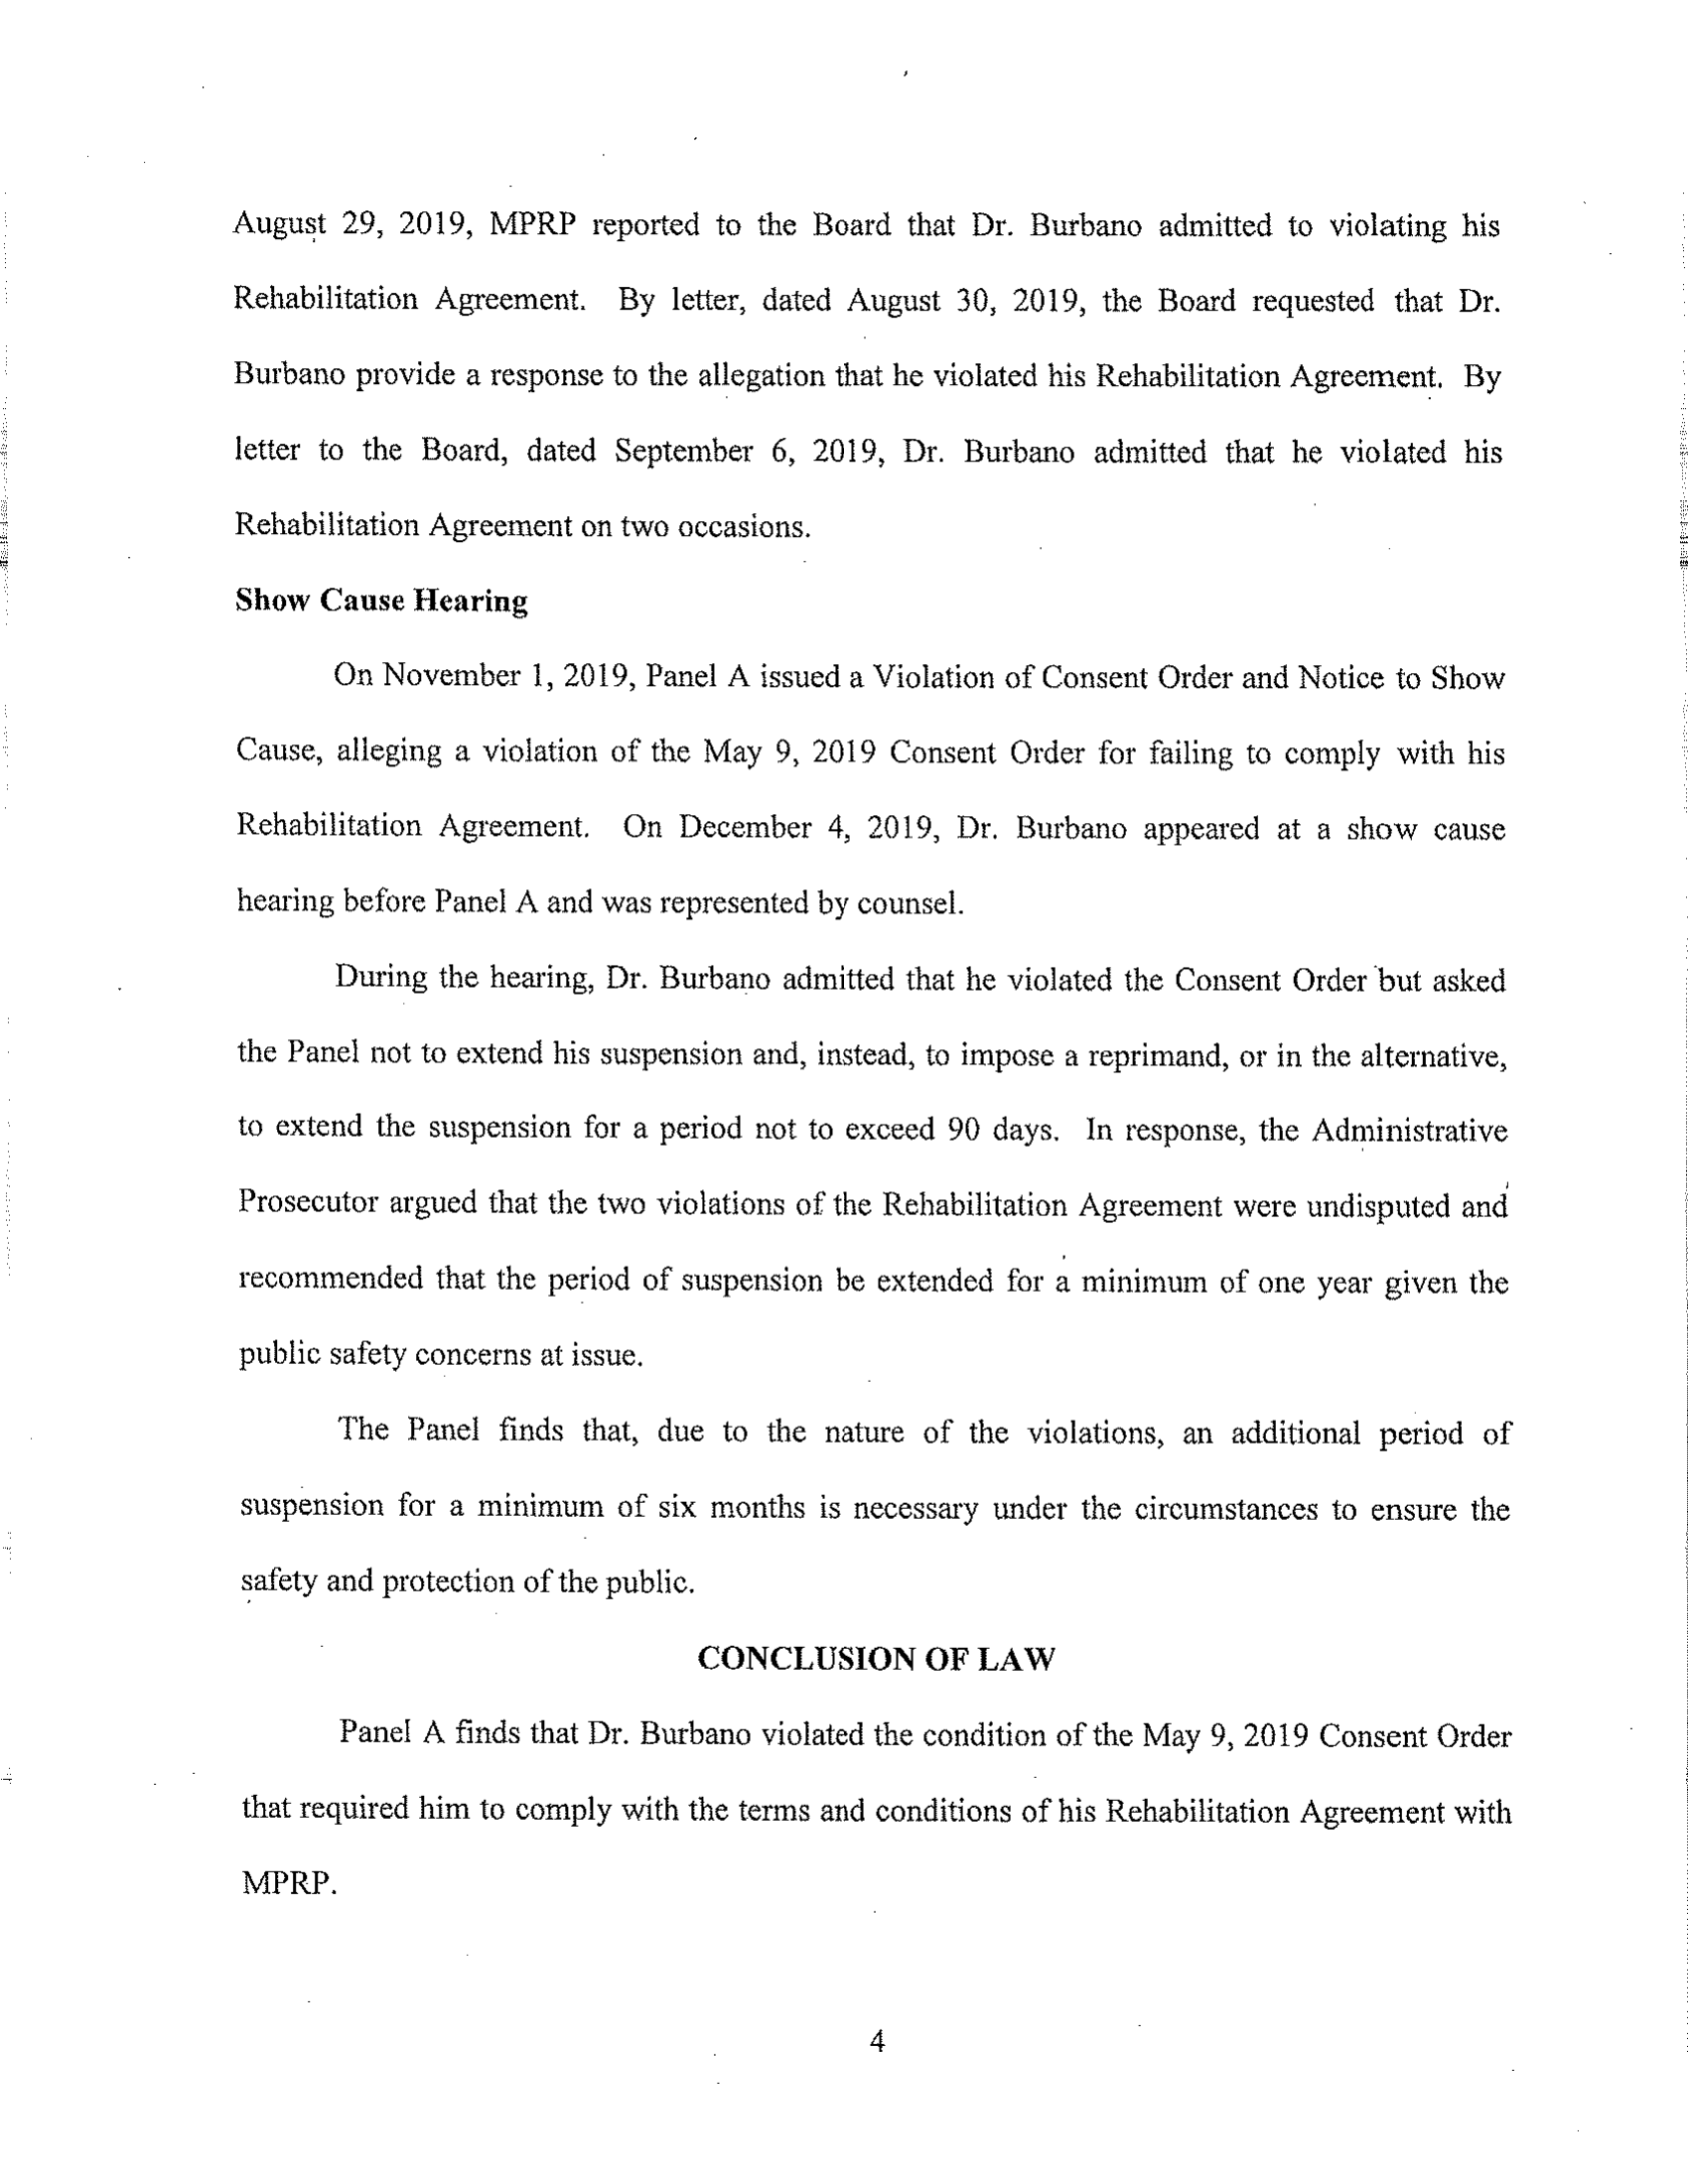 August 29, 2019, MPRP reported to the Board that Dr. Burbano admitted to violating his
Rehabilitation Agreement. By letter, dated August 30, 2019, the Board requested that Dr.
Burbano provide a response to the allegation that he violated his Rehabilitation Agreement. By
letter to the Board, dated September 6, 2019, Dr. Burbano admitted that he violated his
Rehabilitation Agreement on two occasions.
Show Cause Hearing
On November 1, 2019, Panel A issued a Violation of Consent Order and Notice to Show
Cause, alleging a violation of the May 9, 2019 Consent Order for failing to comply with his
Rehabilitation Agreement. On December 4, 2019, Dr. Burbano appeared at a show cause
hearing before Panel A and was represented by counsel.
During the hearing, Dr. Burbano admitted that he violated the Consent Order but asked
the Panel not to extend his suspension and, instead, to impose a reprimand, or in the alternative,
to extend the suspension for a period not to exceed 90 days. In response, the Administrative
Prosecutor argued that the two violations of the Rehabilitation Agreement were undisputed and
recommended that the period of suspension be extended for a minimum of one year given the
public safety concerns at issue.
The Panel finds that, due to the nature of the violations, an additional period of
suspension for a minimum of six months is necessary under the circumstances to ensure the
safety and protection of the public.
CONCLUSION OF LAW
Panel A finds that Dr. Burbano violated the condition of the May 9, 2019 Consent Order
that required him to comply with the terms and conditions of his Rehabilitation Agreement with
MPRP.
4